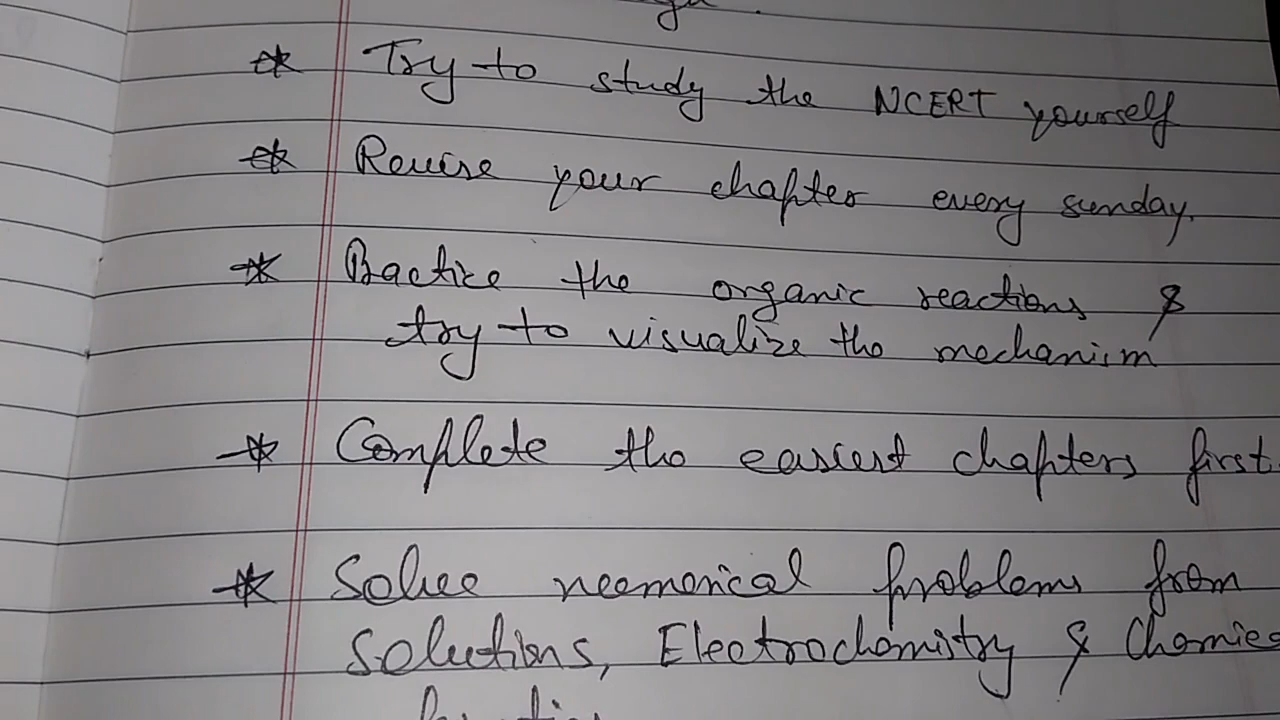 * Try to study the NCERT yourself
* Revise your chapter every sunday.
* Practice the organic reactions &
try to visualize the mechanism
* Complete the easiest chapters first.
* Solve numerical problems from
Solutions, Electrochemistry &